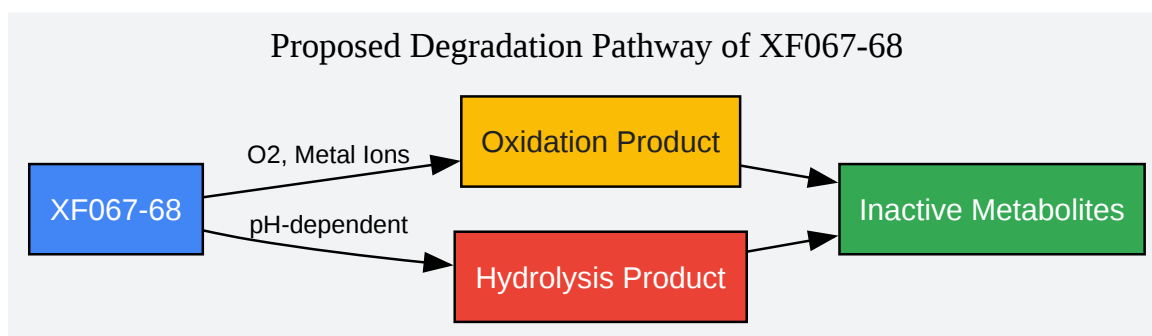 Proposed Degradation Pathway of XF067-68
O2, Metal Ions
Oxidation Product
XF067-68
Inactive Metabolites
pH-dependent
Hydrolysis Product